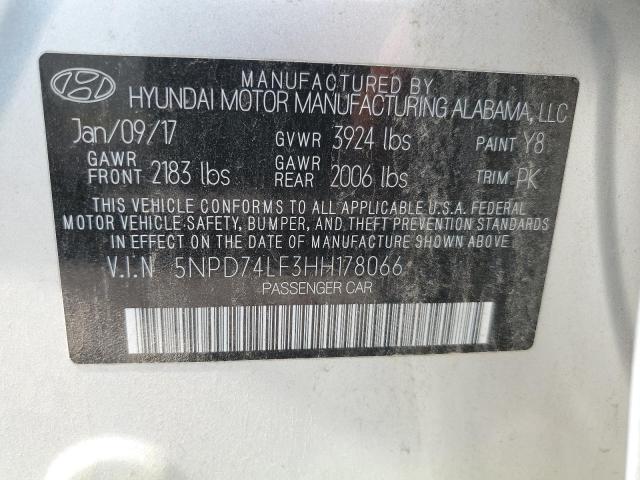 MANUFACTURED BY
HYUNDAI MOTOR MANUFACTURING ALABAMA, LLC
Jan/09/17 GVWR 3924 lbs PAINT Y8
GAWR FRONT 2183 lbs GAWR REAR 2006 lbs TRIM PK
THIS VEHICLE CONFORMS TO ALL APPLICABLE U.S.A. FEDERAL
MOTOR VEHICLE SAFETY, BUMPER, AND THEFT PREVENTION STANDARDS
IN EFFECT ON THE DATE OF MANUFACTURE SHOWN ABOVE.
V.I.N 5NPD74LF3HH178066
PASSENGER CAR